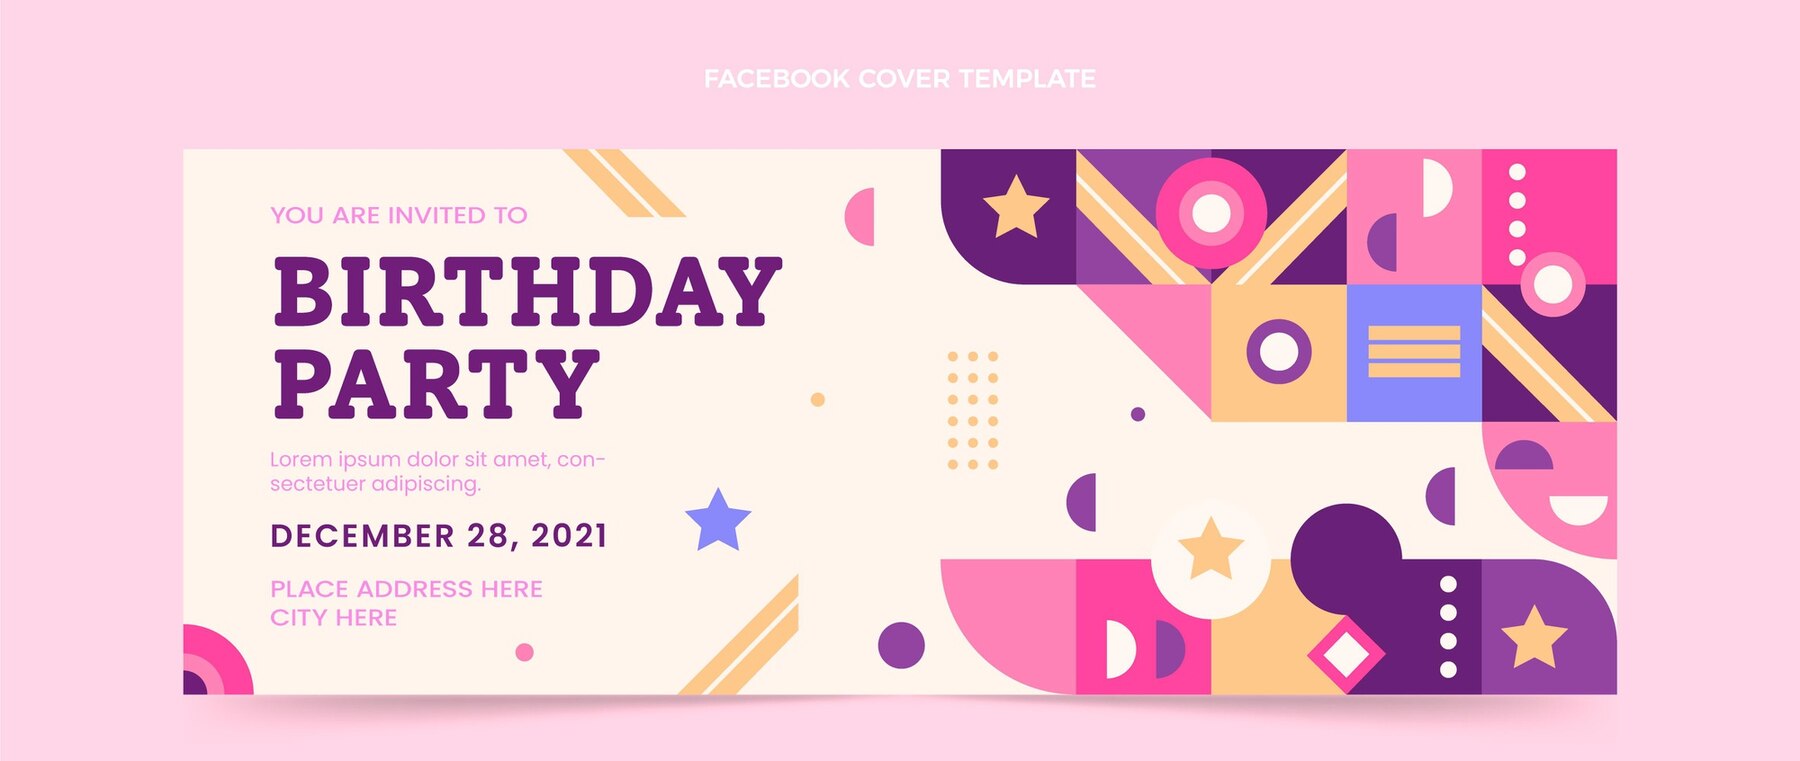 FACEBOOK COVER TEMPLATE
YOU ARE INVITED TO
BIRTHDAY
PARTY
Lorem ipsum dolor sit amet, con-
sectetuer adipiscing.
DECEMBER 28, 2021
PLACE ADDRESS HERE
CITY HERE